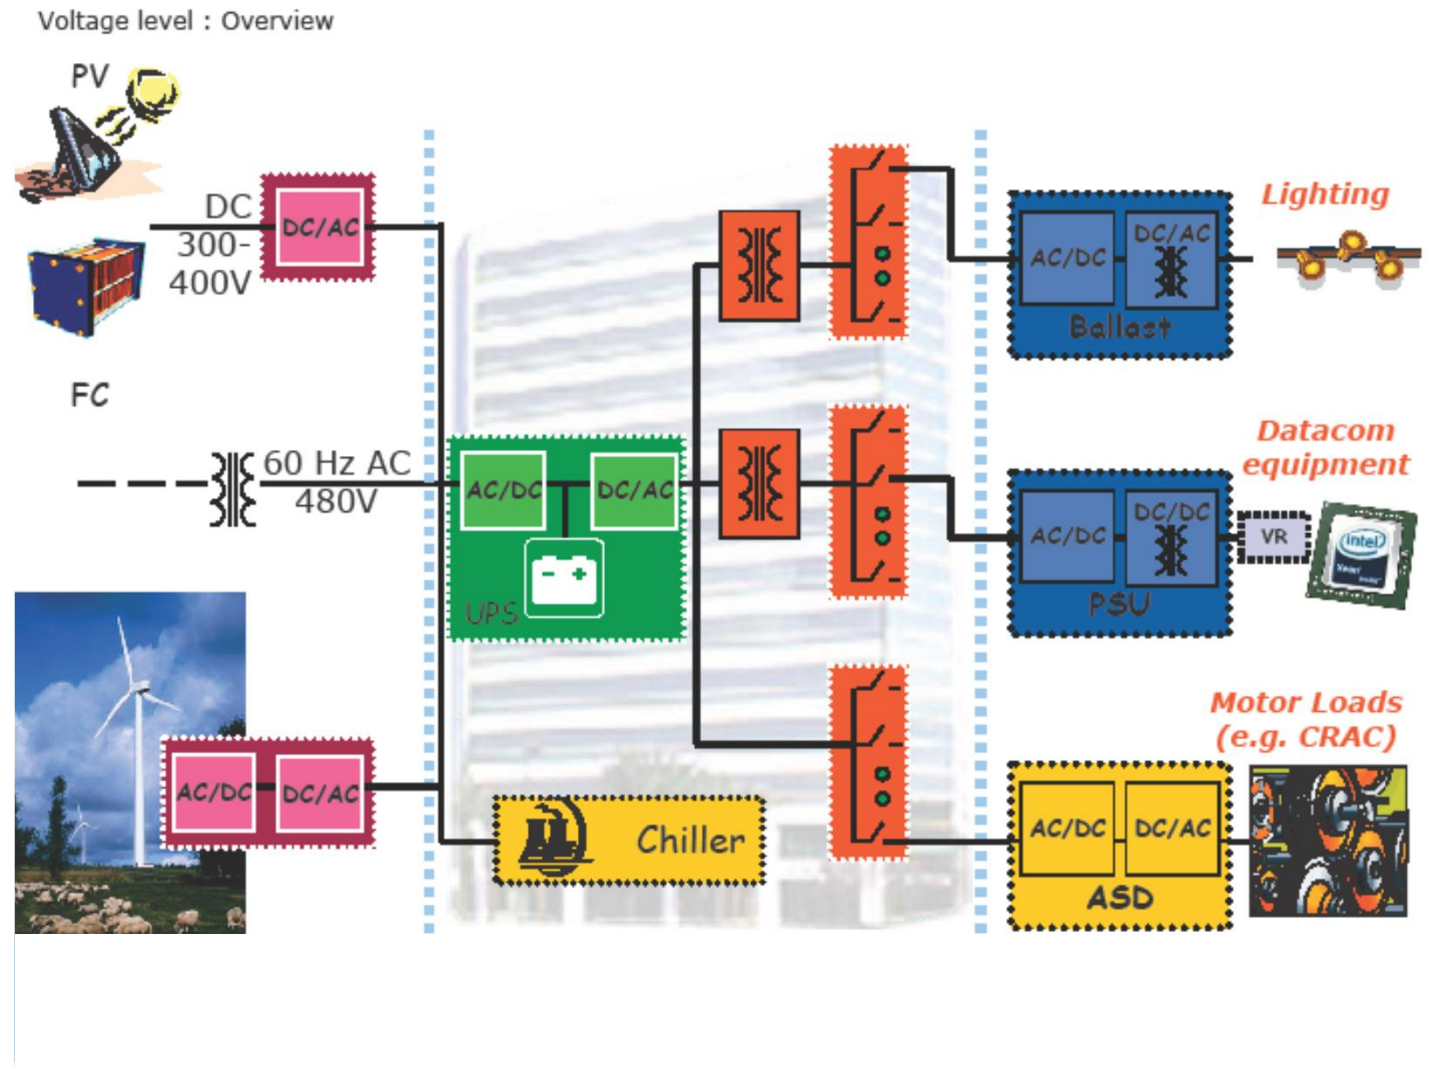 Voltage level : Overview
PV
DC
300-
400V
DC/AC
FC
60 Hz AC
480V
AC/DC
DC/AC
AC/DC
DC/AC
UPS
Chiller
AC/DC
DC/AC
Ballast
Lighting
AC/DC
DC/DC
PSU
VR
Datacom
equipment
intel
Xeon
AC/DC
DC/AC
ASD
Motor Loads
(e.g. CRAC)